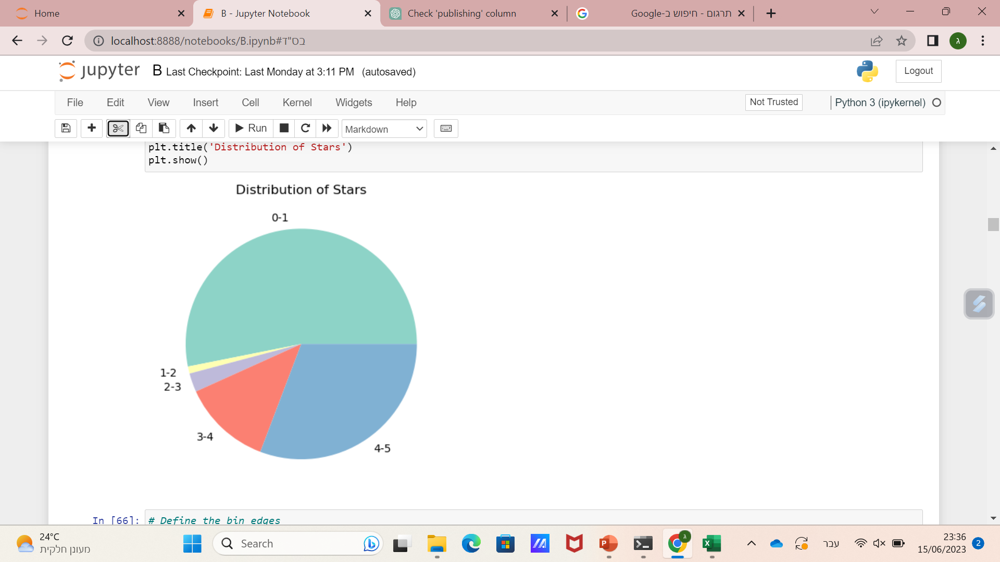 Home
B - Jupyter Notebook
Check 'publishing' column
תרגום - חיפוש ב-Google
localhost:8888/notebooks/B.ipynb#בס"ד
ג
jupyter B Last Checkpoint: Last Monday at 3:11 PM (autosaved)
Logout
File Edit View Insert Cell Kernel Widgets Help
Not Trusted
Python 3 (ipykernel)
Run
Markdown
plt.title('Distribution of Stars')
plt.show()
Distribution of Stars
0-1
1-2
2-3
3-4
4-5
In [66]: # Define the bin edges
24°C
מעונן חלקית
Search
עבר
23:36
15/06/2023
2